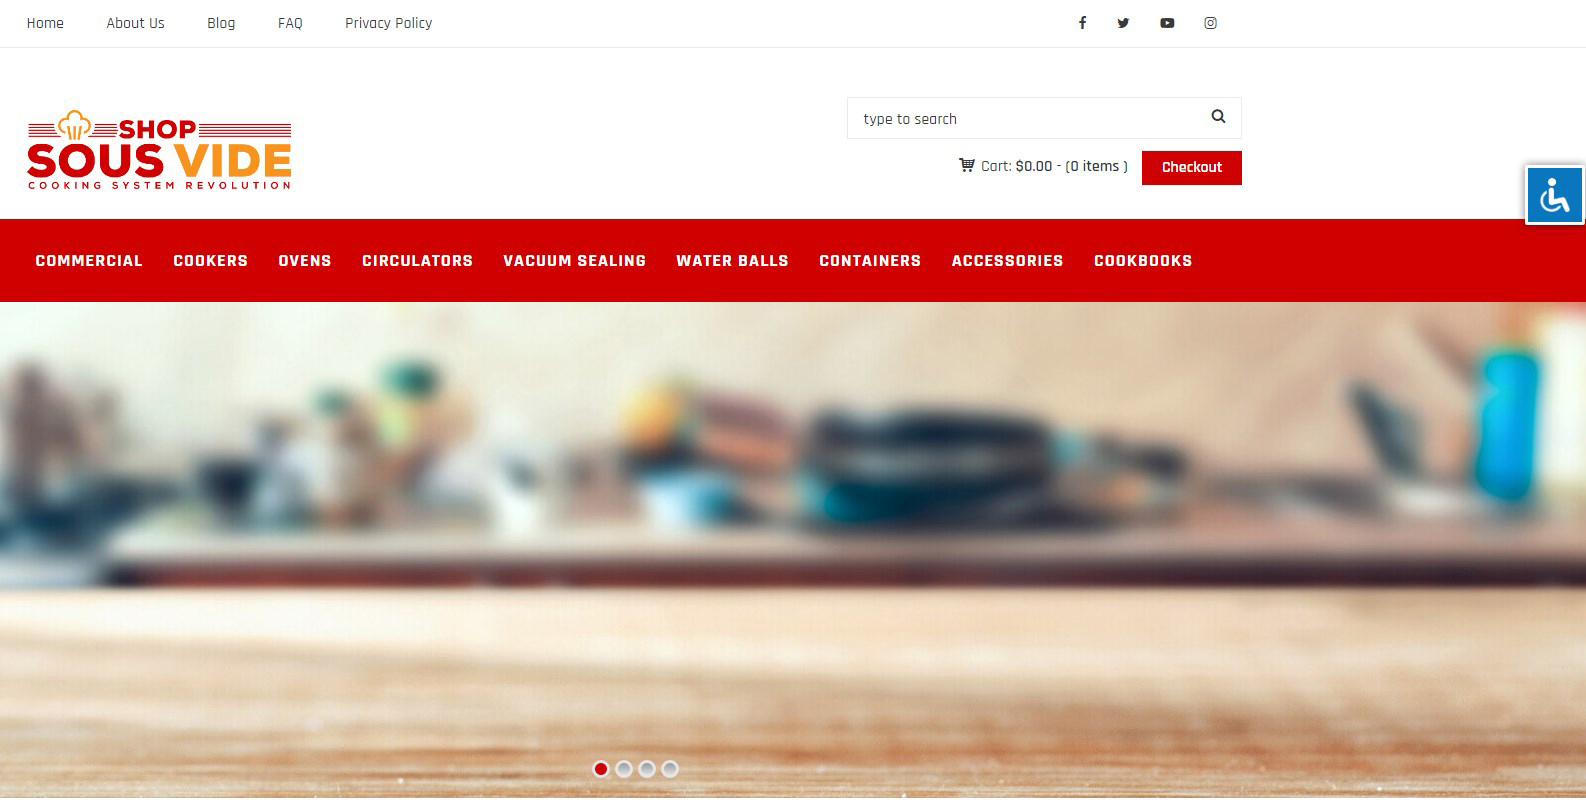 Home About Us Blog FAQ Privacy Policy
SHOP
SOUS VIDE
COOKING SYSTEM REVOLUTION
type to search
Cart: $0.00 - (0 items ) Checkout
COMMERCIAL COOKERS OVENS CIRCULATORS VACUUM SEALING WATER BALLS CONTAINERS ACCESSORIES COOKBOOKS